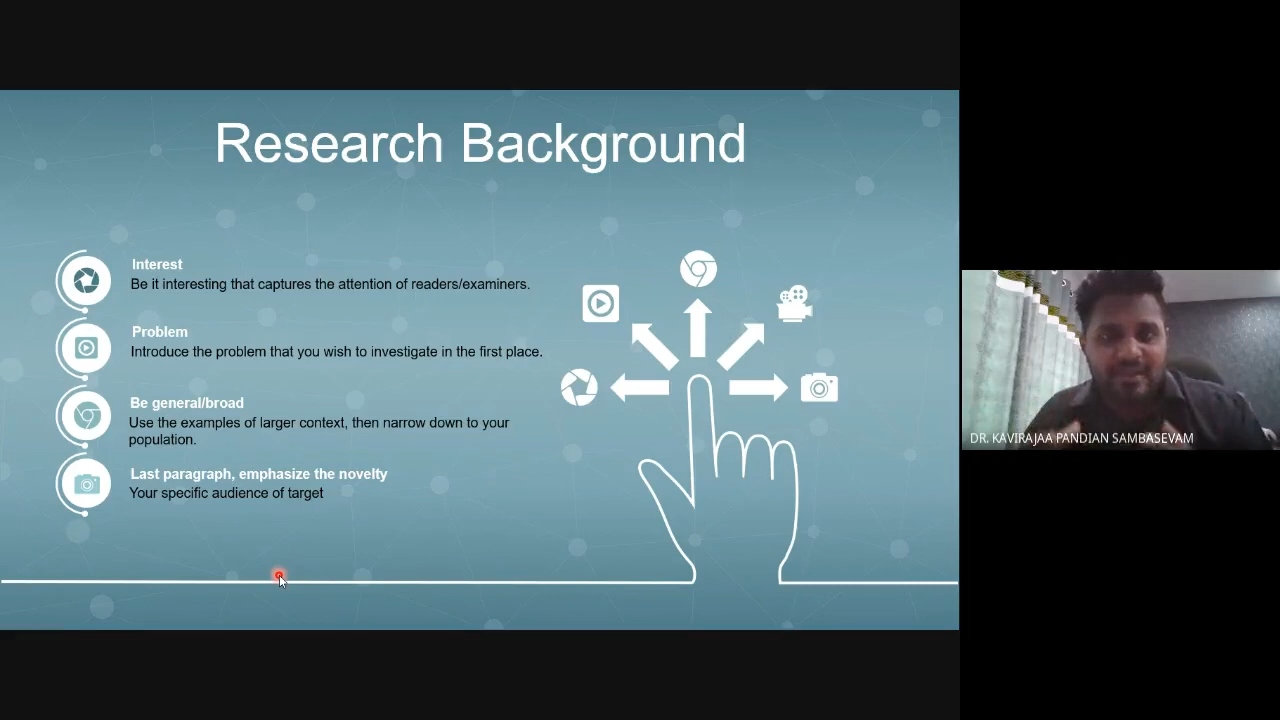 Research Background
Interest
Be it interesting that captures the attention of readers/examiners.
Problem
Introduce the problem that you wish to investigate in the first place.
Be general/broad
Use the examples of larger context, then narrow down to your
population.
Last paragraph, emphasize the novelty
Your specific audience of target
DR. KAVIRAJAA PANDIAN SAMBASEVAM